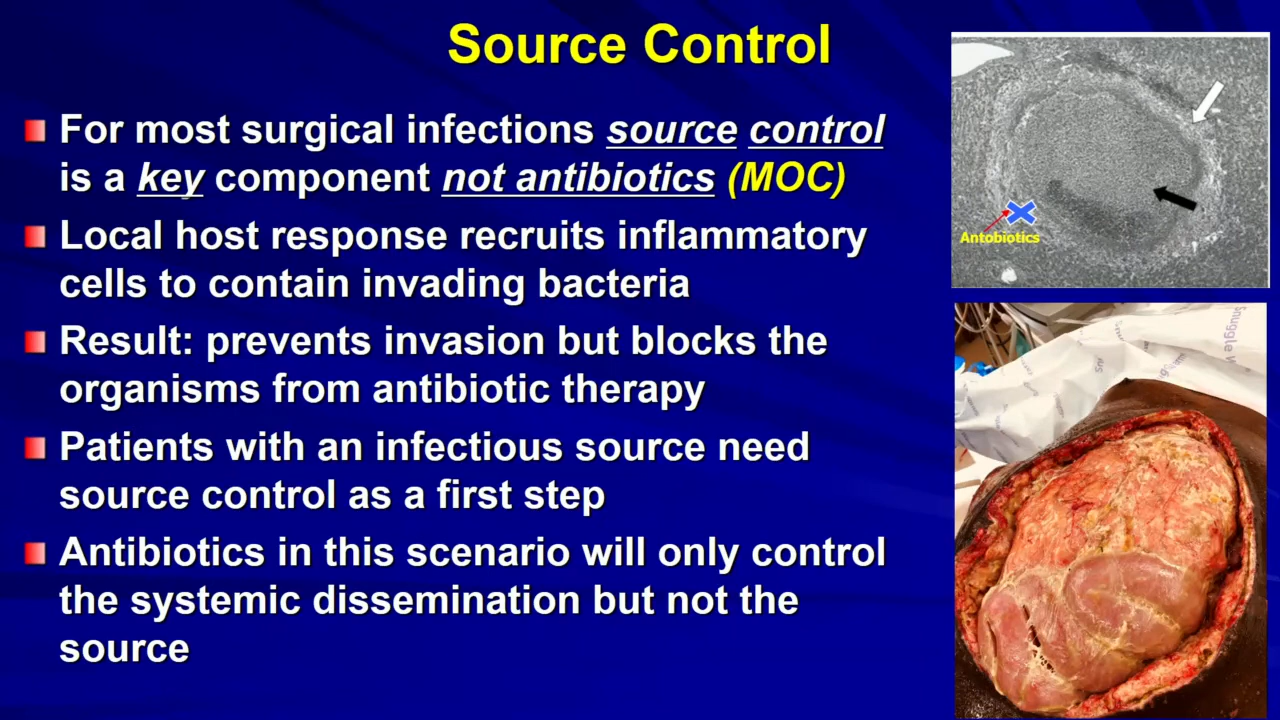 Source Control
For most surgical infections source control
is a key component not antibiotics (MOC)
Local host response recruits inflammatory
cells to contain invading bacteria
Result: prevents invasion but blocks the
organisms from antibiotic therapy
Patients with an infectious source need
source control as a first step
Antibiotics in this scenario will only control
the systemic dissemination but not the
source
Antobiotics